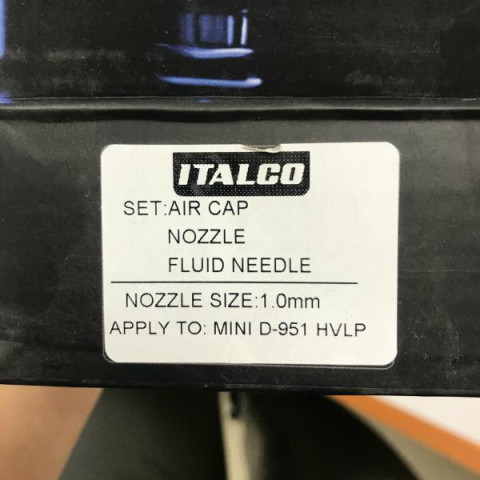 ITALCO
SET:AIR CAP
NOZZLE
FLUID NEEDLE
NOZZLE SIZE:1.0mm
APPLY TO: MINI D-951 HVLP